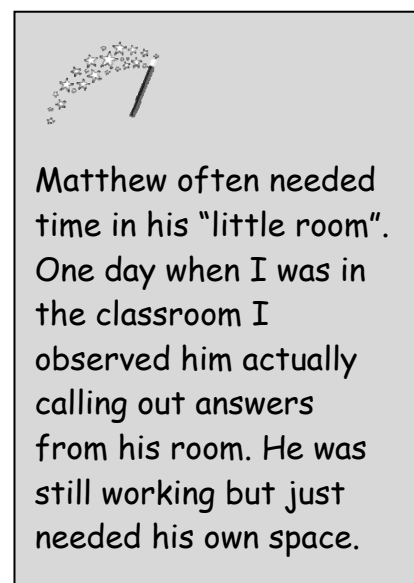 Matthew often needed
time in his “little room”.
One day when I was in
the classroom I
observed him actually
calling out answers
from his room. He was
still working but just
needed his own space.